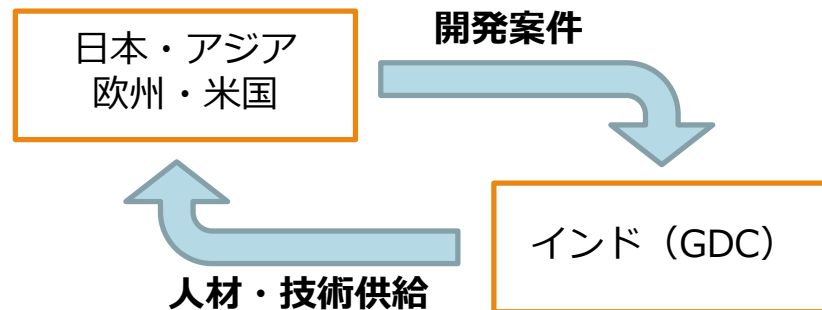 開発案件
日本・アジア
欧州・米国
インド（GDC）
人材・技術供給